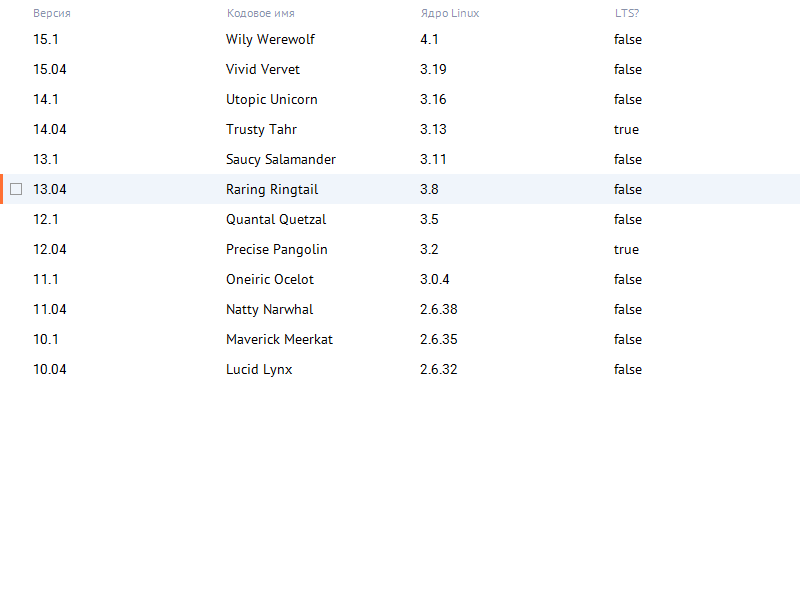 Версия Кодовое имя Ядро Linux LTS?
15.1 Wily Werewolf 4.1 false
15.04 Vivid Vervet 3.19 false
14.1 Utopic Unicorn 3.16 false
14.04 Trusty Tahr 3.13 true
13.1 Saucy Salamander 3.11 false
13.04 Raring Ringtail 3.8 false
12.1 Quantal Quetzal 3.5 false
12.04 Precise Pangolin 3.2 true
11.1 Oneiric Ocelot 3.0.4 false
11.04 Natty Narwhal 2.6.38 false
10.1 Maverick Meerkat 2.6.35 false
10.04 Lucid Lynx 2.6.32 false